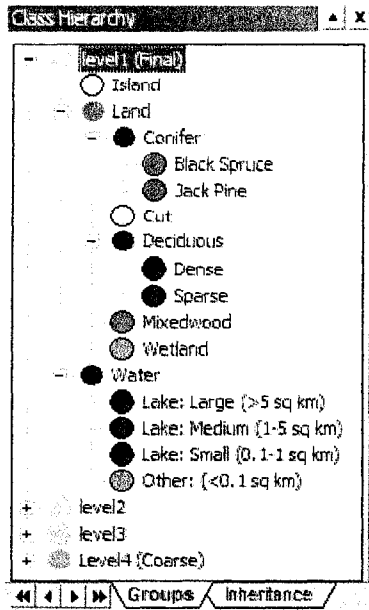 Class Hierarchy
level1 (Final)
Island
Land
Conifer
Black Spruce
Jack Pine
Cut
Deciduous
Dense
Sparse
Mixedwood
Wetland
Water
Lake: Large (>5 sq km)
Lake: Medium (1-5 sq km)
Lake: Small (0.1-1 sq km)
Other: (<0.1 sq km)
level2
level3
Level4 (Coarse)
Groups Inheritance